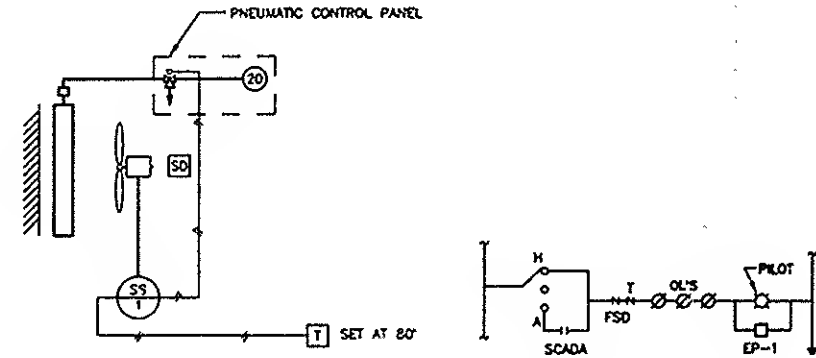 PNEUMATIC CONTROL PANEL
20
SD
SS
1
T SET AT 80°
H
A
SCADA
FSD
T
OL'S
PILOT
EP-1